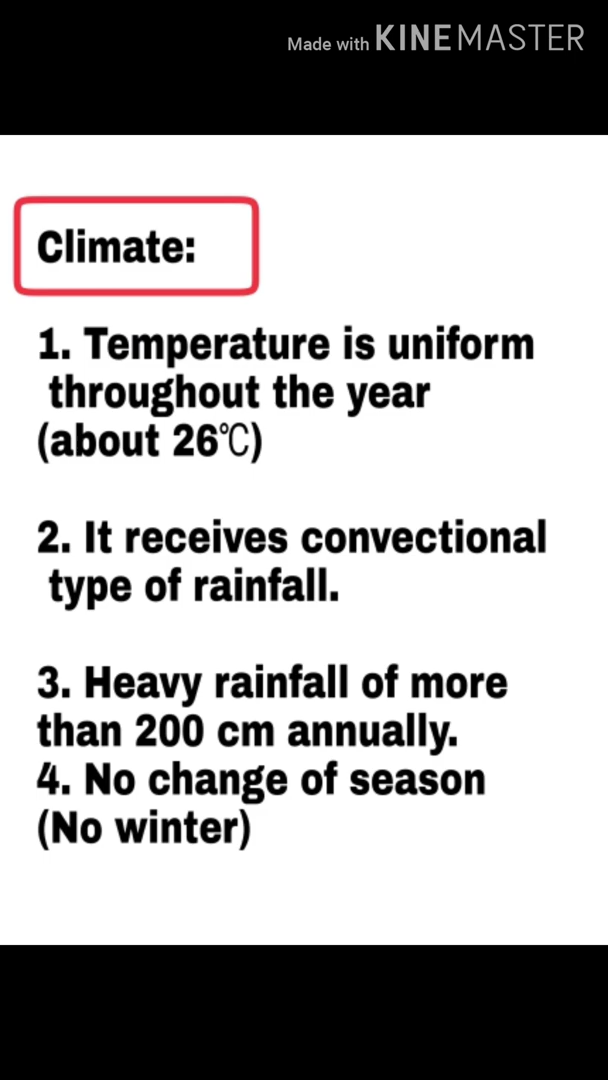 Made with KINEMASTER
Climate:
1. Temperature is uniform
throughout the year
(about 26℃)
2. It receives convectional
type of rainfall.
3. Heavy rainfall of more
than 200 cm annually.
4. No change of season
(No winter)